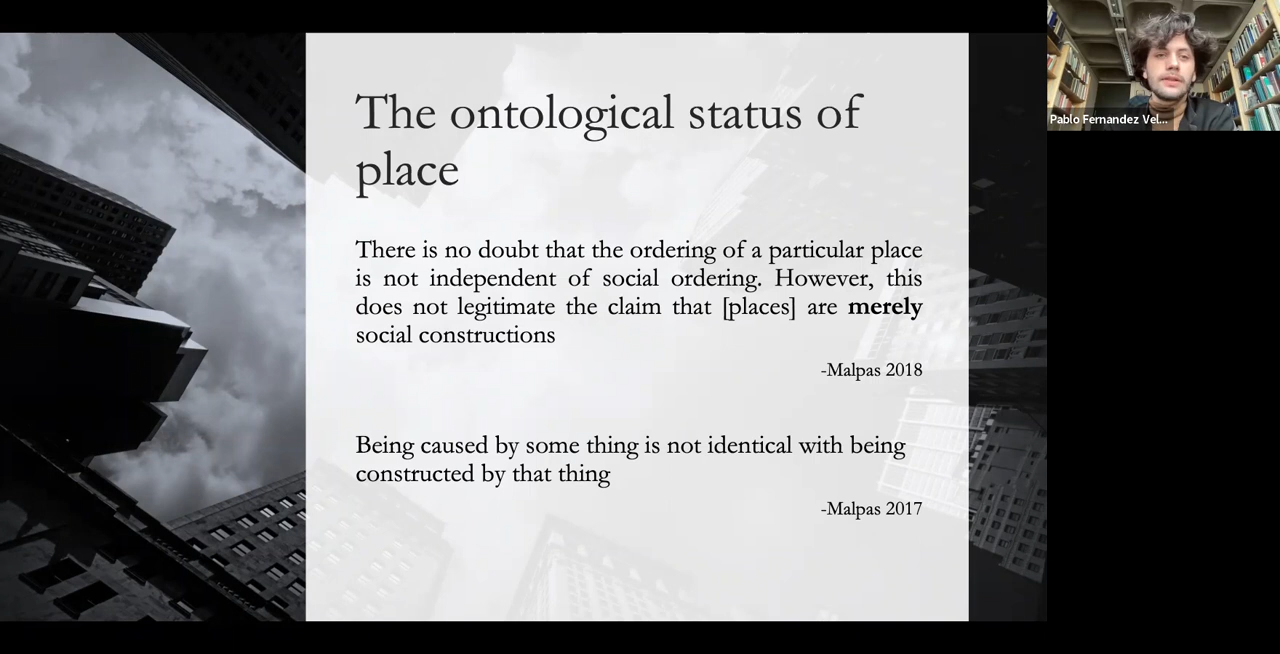 The ontological status of
place
There is no doubt that the ordering of a particular place
is not independent of social ordering. However, this
does not legitimate the claim that [places] are merely
social constructions
-Malpas 2018
Being caused by some thing is not identical with being
constructed by that thing
-Malpas 2017
Pablo Fernandez Vel...